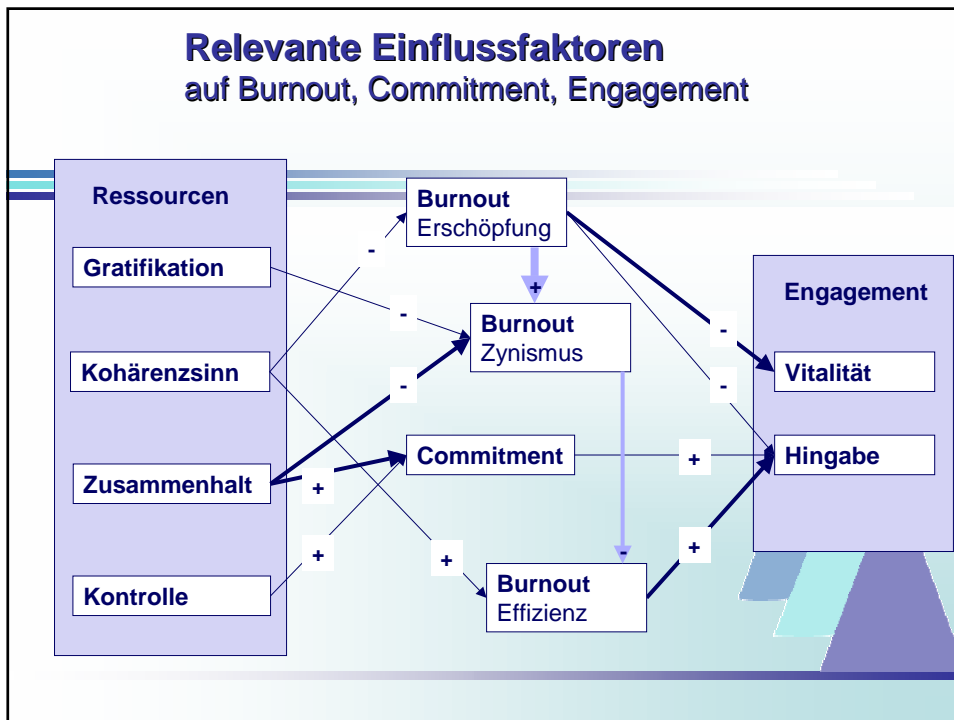 Relevante Einflussfaktoren
auf Burnout, Commitment, Engagement
Ressourcen
Gratifikation
Kohärenzsinn
Zusammenhalt
Kontrolle
-
-
-
+
+
+
Burnout
Erschöpfung
+
Burnout
Zynismus
Commitment
-
Burnout
Effizienz
-
-
+
+
Engagement
Vitalität
Hingabe